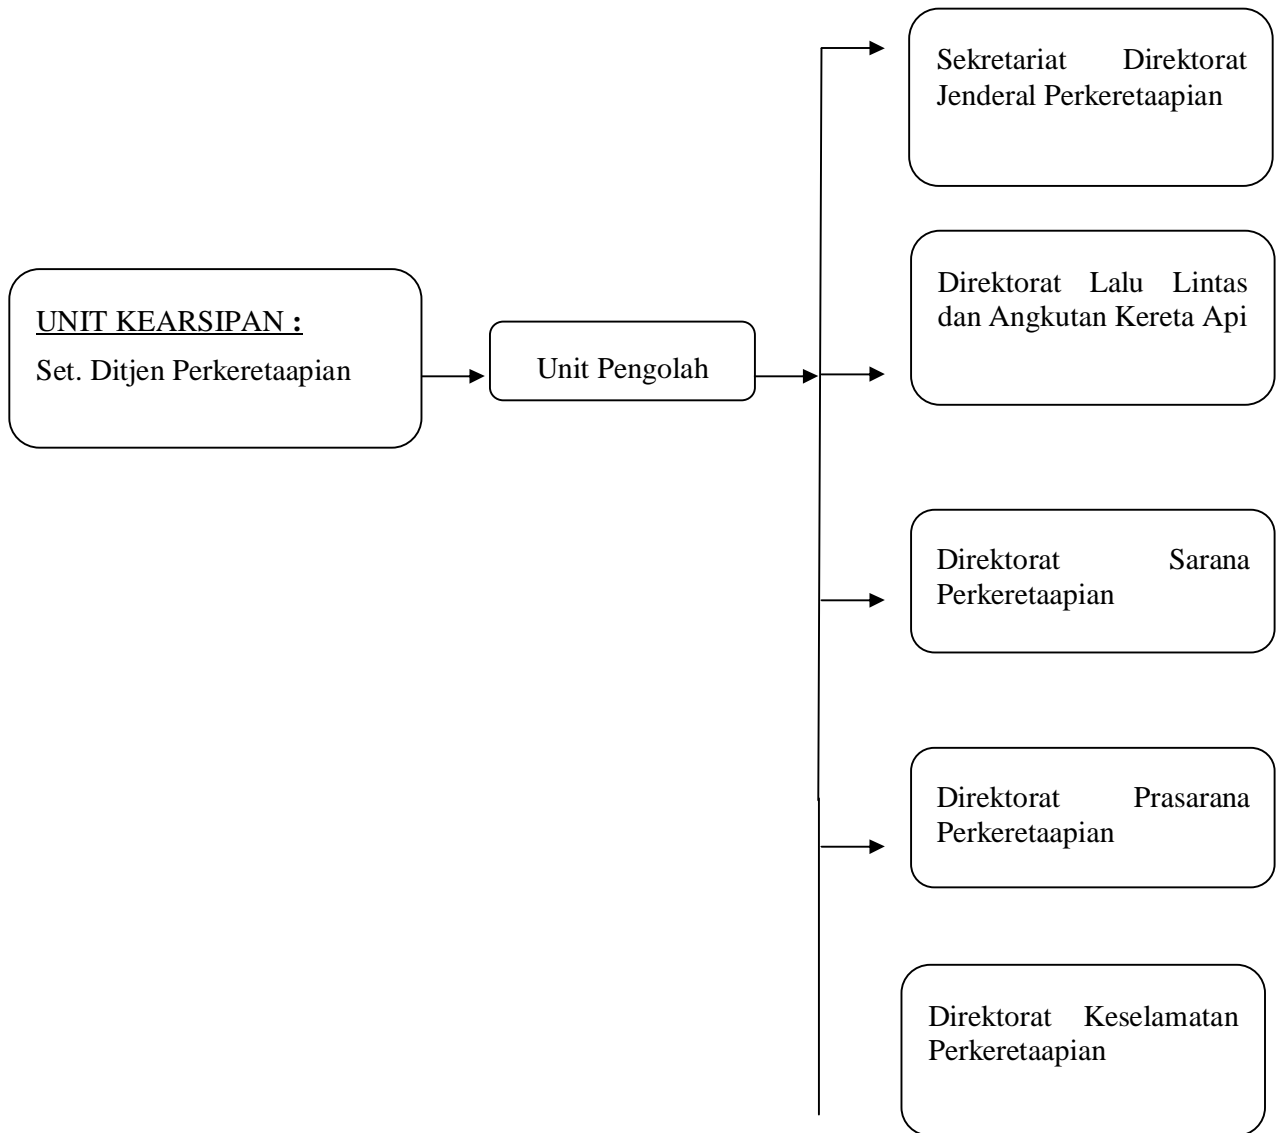 UNIT KEARSIPAN :
Set. Ditjen Perkeretaapian
Unit Pengolah
Sekretariat Direktorat
Jenderal Perkeretaapian
Direktorat Lalu Lintas
dan Angkutan Kereta Api
Direktorat Sarana
Perkeretaapian
Direktorat Prasarana
Perkeretaapian
Direktorat Keselamatan
Perkeretaapian